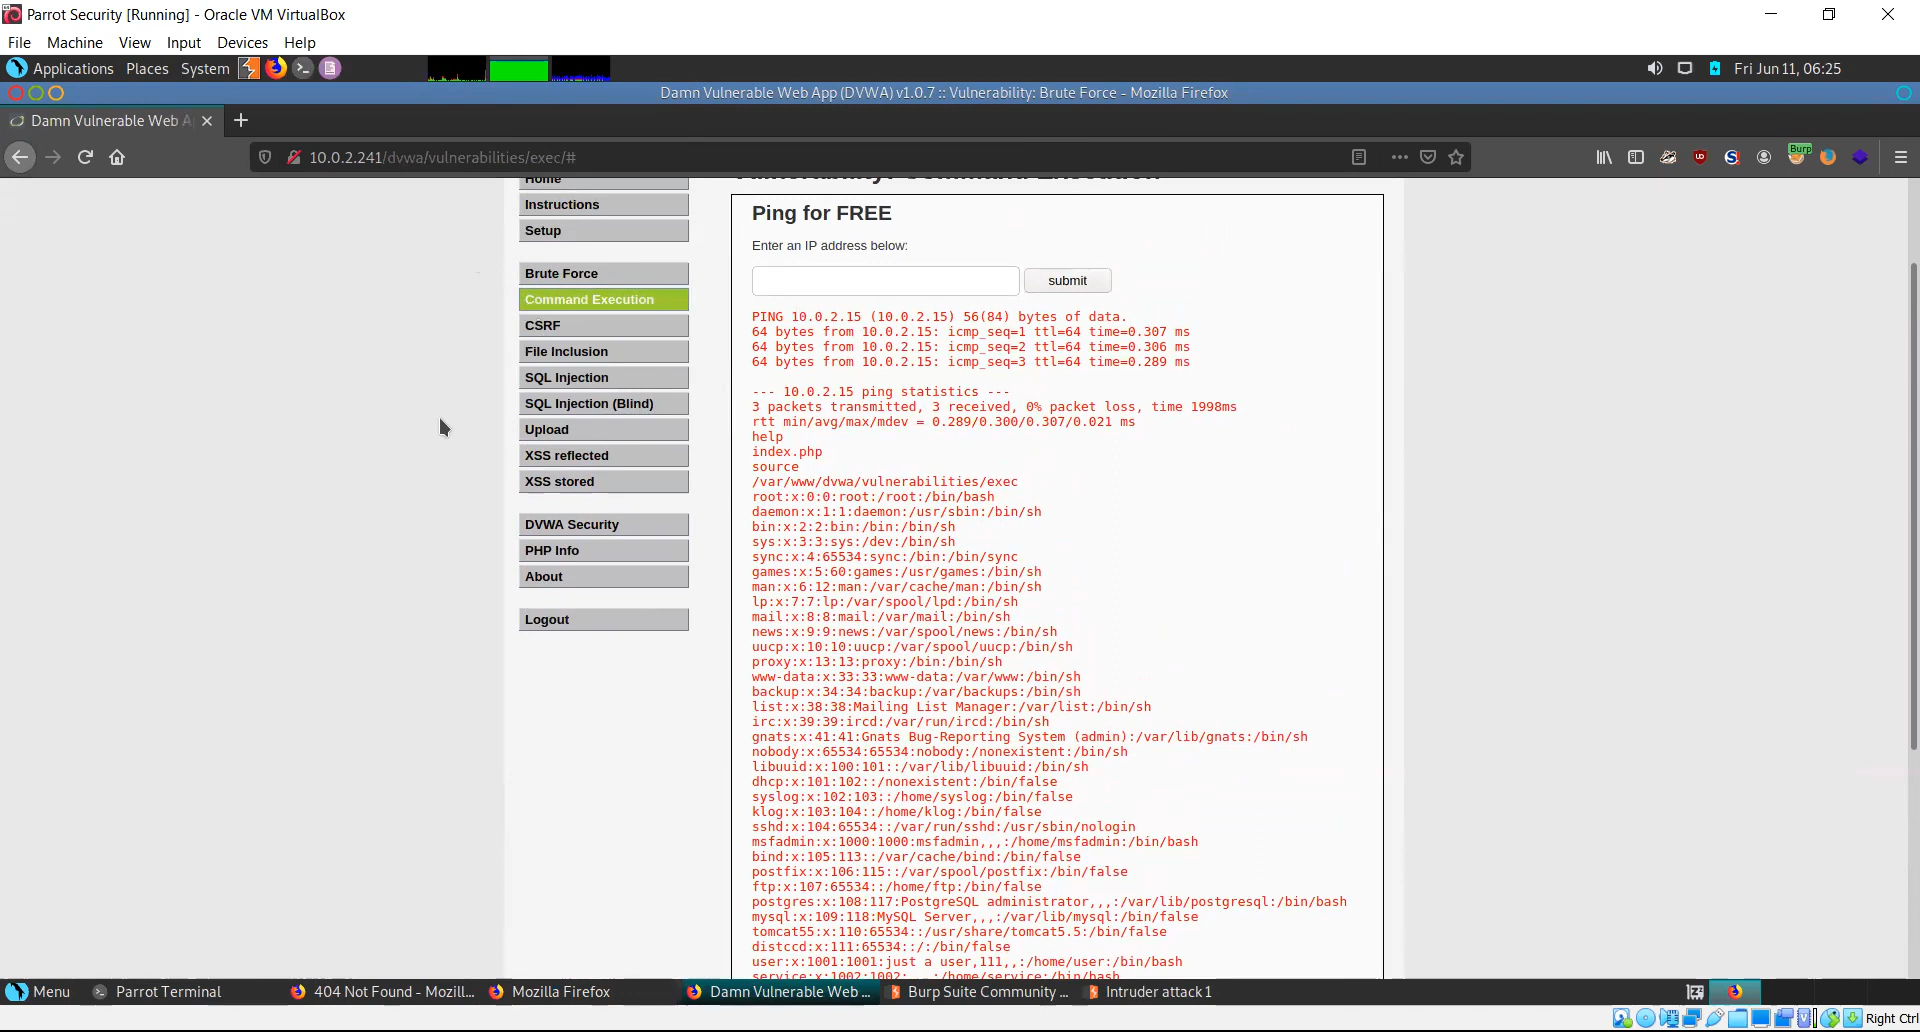 Parrot Security [Running] - Oracle VM VirtualBox
File Machine View Input Devices Help
Applications Places System Fri Jun 11, 06:25
Damn Vulnerable Web App (DVWA) v1.0.7 :: Vulnerability: Brute Force - Mozilla Firefox
Damn Vulnerable Web A
10.0.2.241/dvwa/vulnerabilities/exec/#
Burp
Home
Instructions
Setup
Brute Force
Command Execution
CSRF
File Inclusion
SQL Injection
SQL Injection (Blind)
Upload
XSS reflected
XSS stored
DVWA Security
PHP Info
About
Logout
Vulnerability: Command Execution
Ping for FREE
Enter an IP address below:
submit
PING 10.0.2.15 (10.0.2.15) 56(84) bytes of data.
64 bytes from 10.0.2.15: icmp_seq=1 ttl=64 time=0.307 ms
64 bytes from 10.0.2.15: icmp_seq=2 ttl=64 time=0.306 ms
64 bytes from 10.0.2.15: icmp_seq=3 ttl=64 time=0.289 ms
--- 10.0.2.15 ping statistics ---
3 packets transmitted, 3 received, 0% packet loss, time 1998ms
rtt min/avg/max/mdev = 0.289/0.300/0.307/0.021 ms
help
index.php
source
/var/www/dvwa/vulnerabilities/exec
root:x:0:0:root:/root:/bin/bash
daemon:x:1:1:daemon:/usr/sbin:/bin/sh
bin:x:2:2:bin:/bin:/bin/sh
sys:x:3:3:sys:/dev:/bin/sh
sync:x:4:65534:sync:/bin:/bin/sync
games:x:5:60:games:/usr/games:/bin/sh
man:x:6:12:man:/var/cache/man:/bin/sh
lp:x:7:7:lp:/var/spool/lpd:/bin/sh
mail:x:8:8:mail:/var/mail:/bin/sh
news:x:9:9:news:/var/spool/news:/bin/sh
uucp:x:10:10:uucp:/var/spool/uucp:/bin/sh
proxy:x:13:13:proxy:/bin:/bin/sh
www-data:x:33:33:www-data:/var/www:/bin/sh
backup:x:34:34:backup:/var/backups:/bin/sh
list:x:38:38:Mailing List Manager:/var/list:/bin/sh
irc:x:39:39:ircd:/var/run/ircd:/bin/sh
gnats:x:41:41:Gnats Bug-Reporting System (admin):/var/lib/gnats:/bin/sh
nobody:x:65534:65534:nobody:/nonexistent:/bin/sh
libuuid:x:100:101::/var/lib/libuuid:/bin/sh
dhcp:x:101:102::/nonexistent:/bin/false
syslog:x:102:103::/home/syslog:/bin/false
klog:x:103:104::/home/klog:/bin/false
sshd:x:104:65534::/var/run/sshd:/usr/sbin/nologin
msfadmin:x:1000:1000:msfadmin,,,:/home/msfadmin:/bin/bash
bind:x:105:113::/var/cache/bind:/bin/false
postfix:x:106:115::/var/spool/postfix:/bin/false
ftp:x:107:65534::/home/ftp:/bin/false
postgres:x:108:117:PostgreSQL administrator,,,:/var/lib/postgresql:/bin/bash
mysql:x:109:118:MySQL Server,,,:/var/lib/mysql:/bin/false
tomcat55:x:110:65534::/usr/share/tomcat5.5:/bin/false
distccd:x:111:65534::/:/bin/false
user:x:1001:1001:just a user,111,,:/home/user:/bin/bash
service:x:1002:1002:,,,:/home/service:/bin/bash
Menu Parrot Terminal 404 Not Found - Mozill... Mozilla Firefox Damn Vulnerable Web ... Burp Suite Community ... Intruder attack 1
Right Ctrl